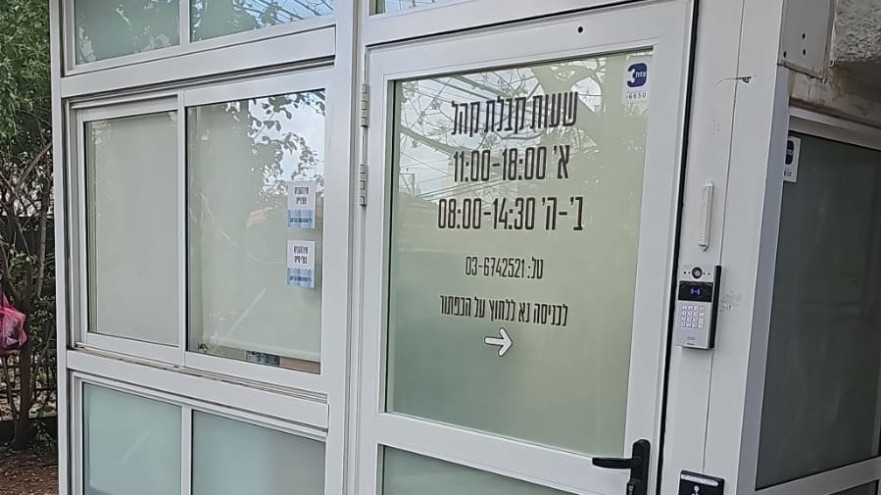 שעות קבלת קהל
א' 11:00-18:00
ב'-ה' 08:00-14:30
טל: 03-6742521
לכניסה נא ללחוץ על הכפתור